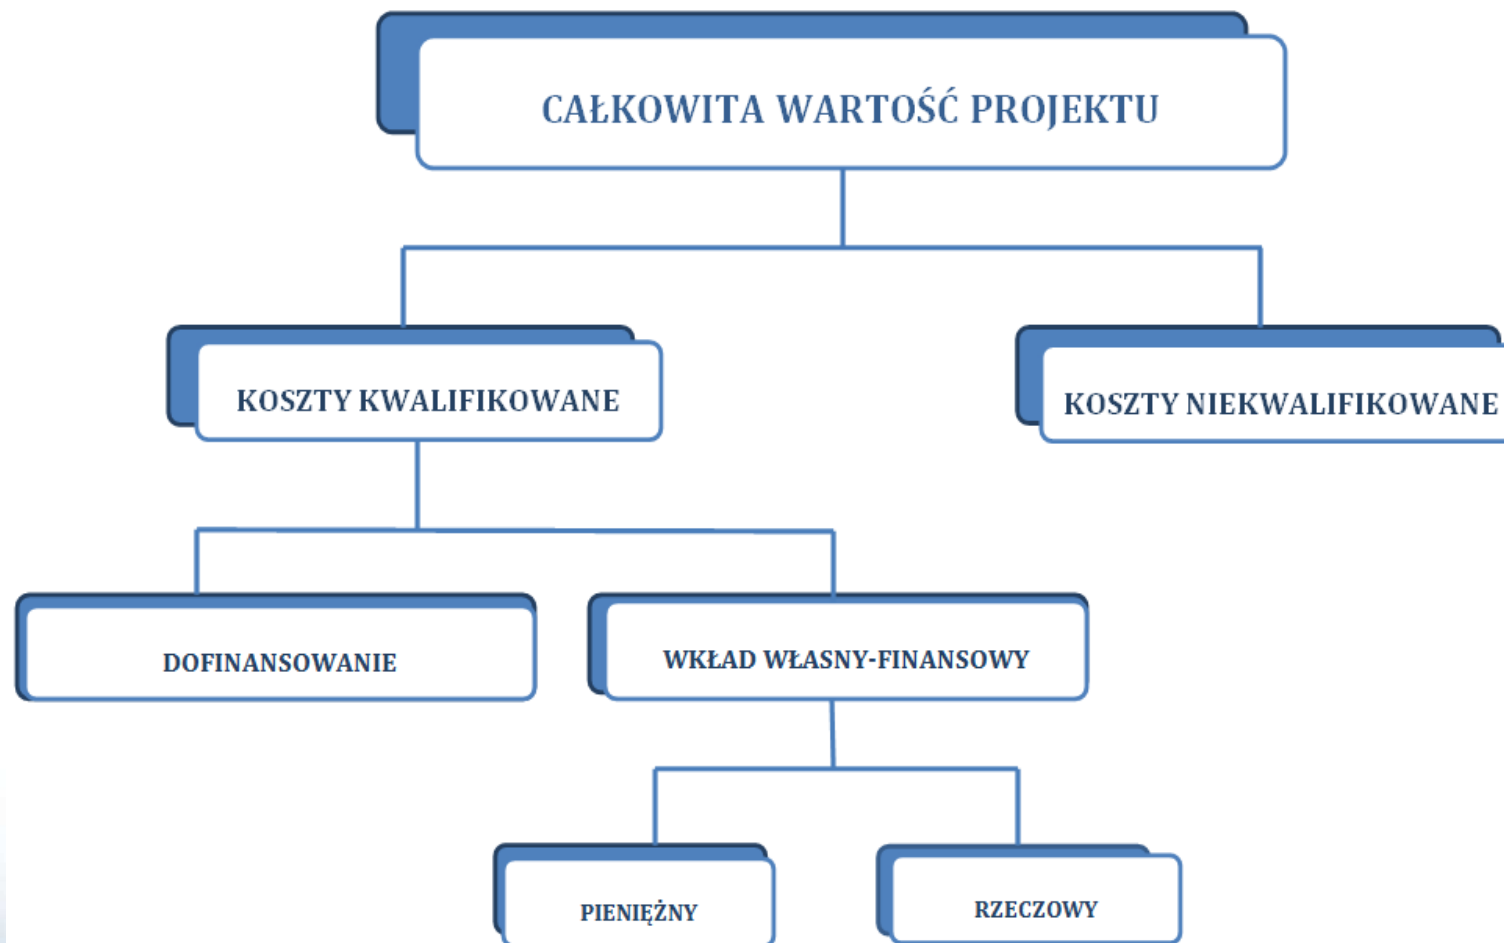 CAŁKOWITA WARTOŚĆ PROJEKTU
KOSZTY KWALIFIKOWANE
KOSZTY NIEKWALIFIKOWANE
DOFINANSOWANIE
WKŁAD WŁASNY-FINANSOWY
PIENIĘŻNY
RZECZOWY